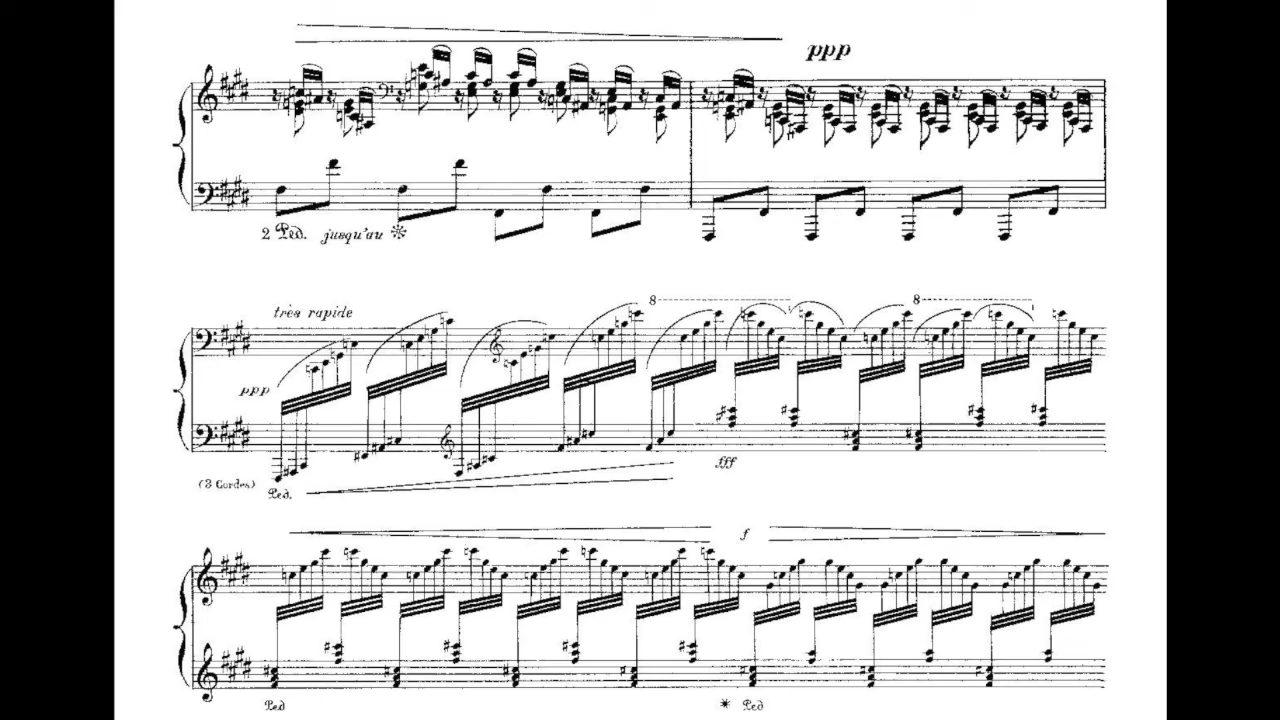 ppp
2 Ped. jusqu'au *
très rapide
8
8
ppp
fff
(3 Cordes)
Ped.
f
Ped
* Ped